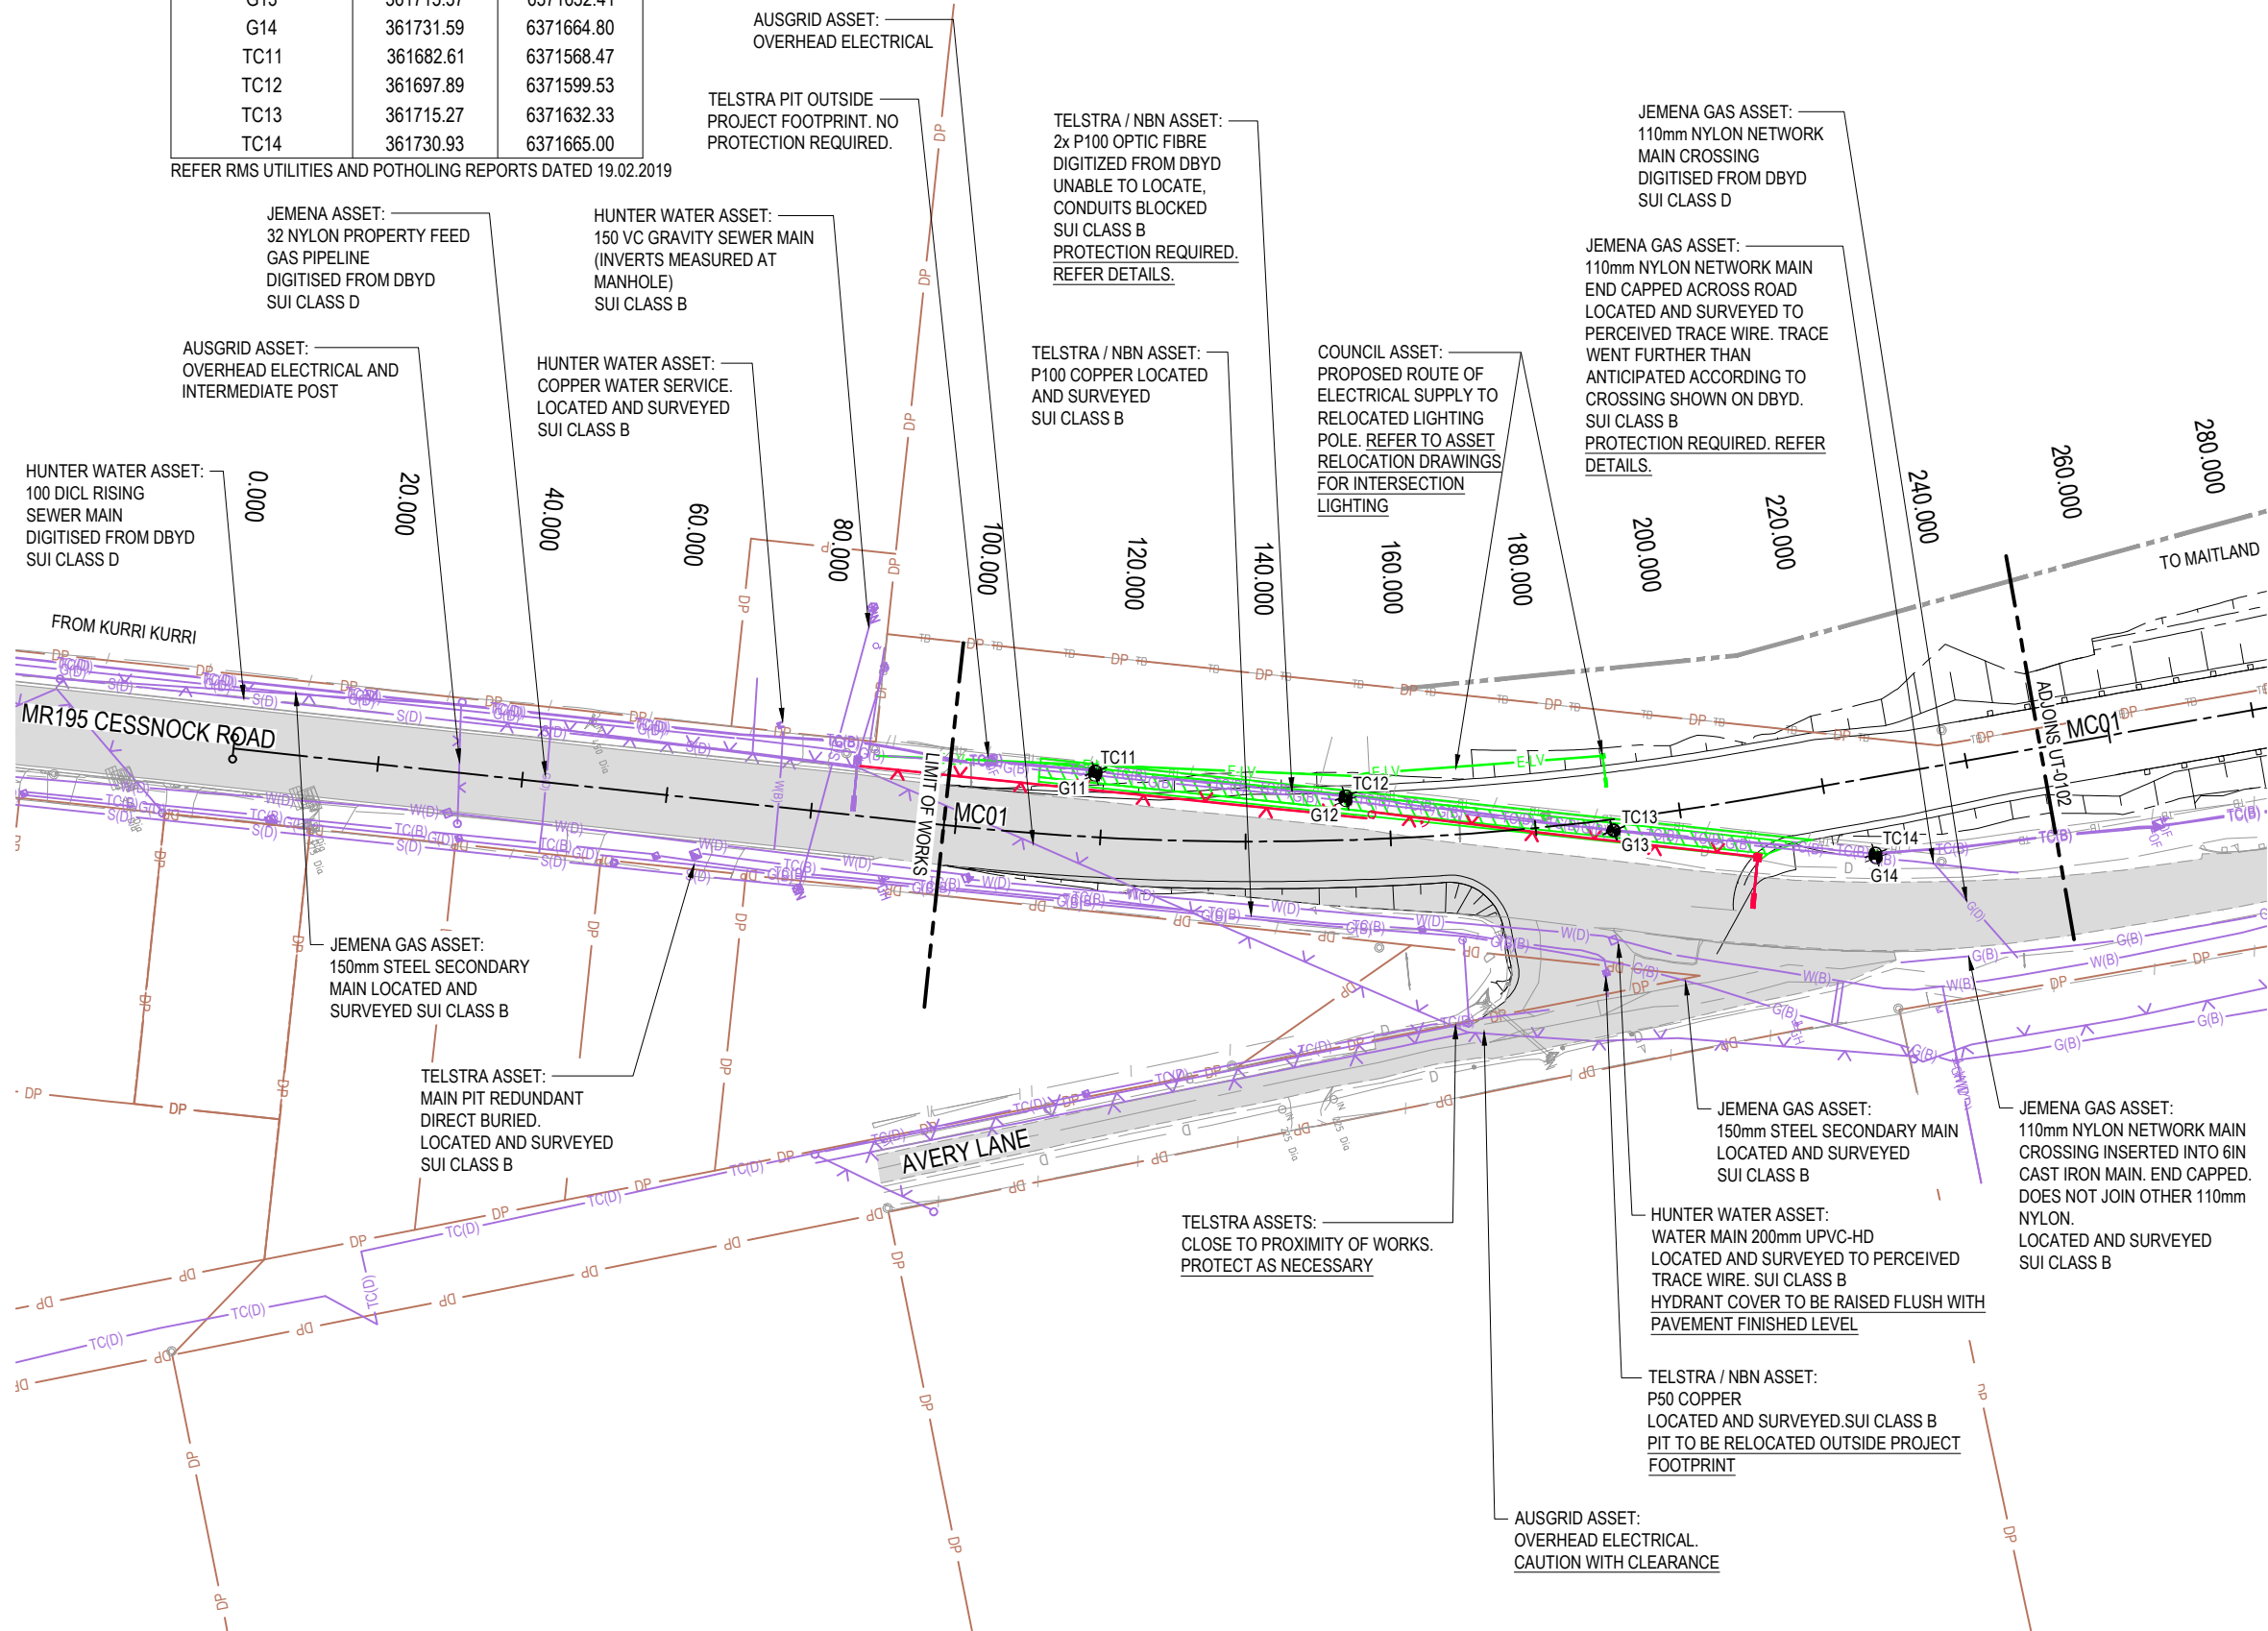 G14 361731.59 6371664.80
TC11 361682.61 6371568.47
TC12 361697.89 6371599.53
TC13 361715.27 6371632.33
TC14 361730.93 6371665.00
REFER RMS UTILITIES AND POTHOLING REPORTS DATED 19.02.2019
AUSGRID ASSET:
OVERHEAD ELECTRICAL
TELSTRA PIT OUTSIDE
PROJECT FOOTPRINT. NO
PROTECTION REQUIRED.
TELSTRA / NBN ASSET:
2x P100 OPTIC FIBRE
DIGITIZED FROM DBYD
UNABLE TO LOCATE,
CONDUITS BLOCKED
SUI CLASS B
PROTECTION REQUIRED.
REFER DETAILS.
JEMENA GAS ASSET:
110mm NYLON NETWORK
MAIN CROSSING
DIGITISED FROM DBYD
SUI CLASS D
JEMENA ASSET:
32 NYLON PROPERTY FEED
GAS PIPELINE
DIGITISED FROM DBYD
SUI CLASS D
HUNTER WATER ASSET:
150 VC GRAVITY SEWER MAIN
(INVERTS MEASURED AT
MANHOLE)
SUI CLASS B
JEMENA GAS ASSET:
110mm NYLON NETWORK MAIN
END CAPPED ACROSS ROAD
LOCATED AND SURVEYED TO
PERCEIVED TRACE WIRE. TRACE
WENT FURTHER THAN
ANTICIPATED ACCORDING TO
CROSSING SHOWN ON DBYD.
SUI CLASS B
PROTECTION REQUIRED. REFER
DETAILS.
AUSGRID ASSET:
OVERHEAD ELECTRICAL AND
INTERMEDIATE POST
HUNTER WATER ASSET:
COPPER WATER SERVICE.
LOCATED AND SURVEYED
SUI CLASS B
TELSTRA / NBN ASSET:
P100 COPPER LOCATED
AND SURVEYED
SUI CLASS B
COUNCIL ASSET:
PROPOSED ROUTE OF
ELECTRICAL SUPPLY TO
RELOCATED LIGHTING
POLE. REFER TO ASSET
RELOCATION DRAWINGS
FOR INTERSECTION
LIGHTING
HUNTER WATER ASSET:
100 DICL RISING
SEWER MAIN
DIGITISED FROM DBYD
SUI CLASS D
0.000
20.000
40.000
60.000
80.000
100.000
120.000
140.000
160.000
180.000
200.000
220.000
240.000
260.000
280.000
FROM KURRI KURRI
TO MAITLAND
MR195 CESSNOCK ROAD
LIMIT OF WORKS
MC01
ADJOINS UT-0102
MC01
TC11
G11
TC12
G12
TC13
G13
TC14
G14
E-LV
E-LV
E-LV
JEMENA GAS ASSET:
150mm STEEL SECONDARY
MAIN LOCATED AND
SURVEYED SUI CLASS B
TELSTRA ASSET:
MAIN PIT REDUNDANT
DIRECT BURIED.
LOCATED AND SURVEYED
SUI CLASS B
AVERY LANE
TELSTRA ASSETS:
CLOSE TO PROXIMITY OF WORKS.
PROTECT AS NECESSARY
JEMENA GAS ASSET:
150mm STEEL SECONDARY MAIN
LOCATED AND SURVEYED
SUI CLASS B
JEMENA GAS ASSET:
110mm NYLON NETWORK MAIN
CROSSING INSERTED INTO 6IN
CAST IRON MAIN. END CAPPED.
DOES NOT JOIN OTHER 110mm
NYLON.
LOCATED AND SURVEYED
SUI CLASS B
HUNTER WATER ASSET:
WATER MAIN 200mm UPVC-HD
LOCATED AND SURVEYED TO PERCEIVED
TRACE WIRE. SUI CLASS B
HYDRANT COVER TO BE RAISED FLUSH WITH
PAVEMENT FINISHED LEVEL
TELSTRA / NBN ASSET:
P50 COPPER
LOCATED AND SURVEYED.SUI CLASS B
PIT TO BE RELOCATED OUTSIDE PROJECT
FOOTPRINT
AUSGRID ASSET:
OVERHEAD ELECTRICAL.
CAUTION WITH CLEARANCE